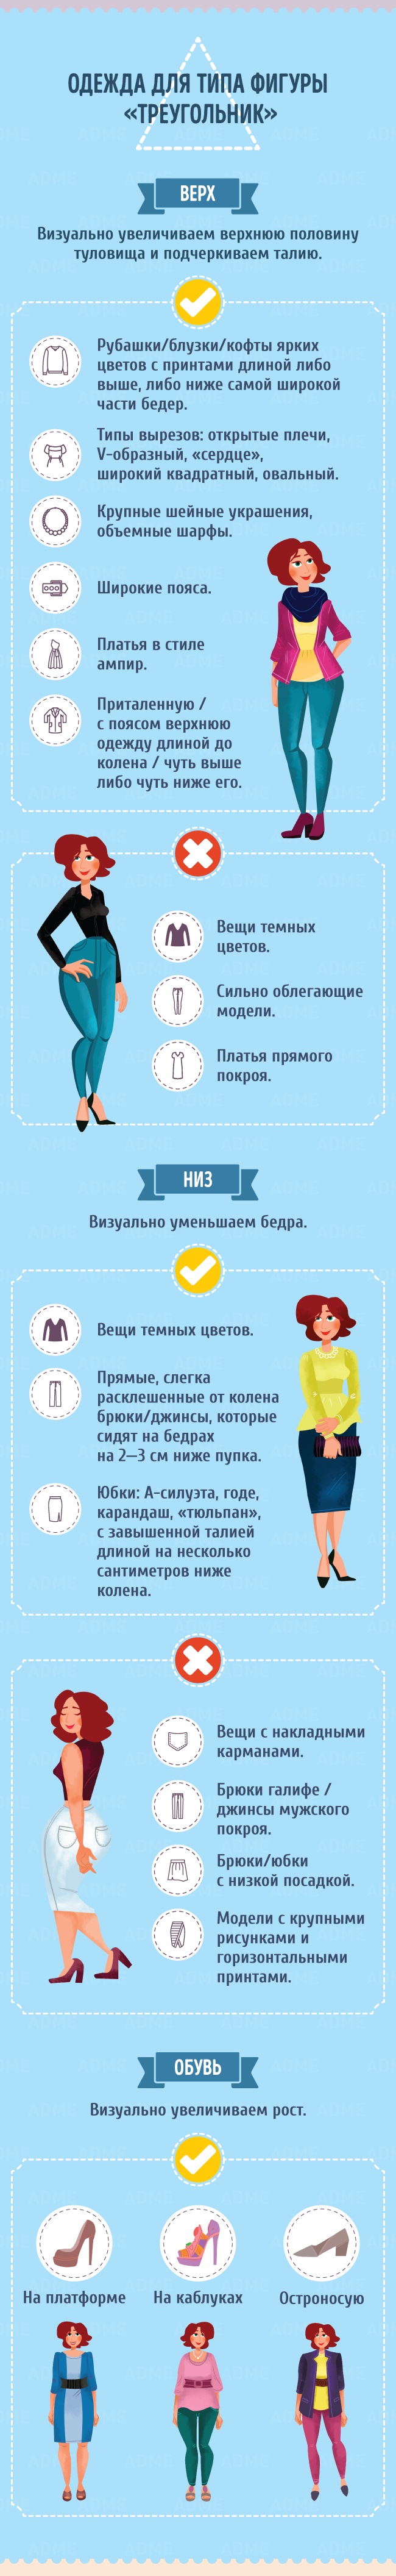 ОДЕЖДА ДЛЯ ТИПА ФИГУРЫ
«ТРЕУГОЛЬНИК»
ВЕРХ
Визуально увеличиваем верхнюю половину
туловища и подчеркиваем талию.
Рубашки/блузки/кофты ярких
цветов с принтами длиной либо
выше, либо ниже самой широкой
части бедер.
Типы вырезов: открытые плечи,
V-образный, «сердце»,
широкий квадратный, овальный.
Крупные шейные украшения,
объемные шарфы.
Широкие пояса.
Платья в стиле
ампир.
Приталенную /
с поясом верхнюю
одежду длиной до
колена / чуть выше
либо чуть ниже его.
Вещи темных
цветов.
Сильно облегающие
модели.
Платья прямого
покроя.
НИЗ
Визуально уменьшаем бедра.
Вещи темных цветов.
Прямые, слегка
расклешенные от колена
брюки/джинсы, которые
сидят на бедрах
на 2–3 см ниже пупка.
Юбки: А-силуэта, годе,
карандаш, «тюльпан»,
с завышенной талией
длиной на несколько
сантиметров ниже
колена.
Вещи с накладными
карманами.
Брюки галифе /
джинсы мужского
покроя.
Брюки/юбки
с низкой посадкой.
Модели с крупными
рисунками и
горизонтальными
принтами.
ОБУВЬ
Визуально увеличиваем рост.
На платформе
На каблуках
Остроносую